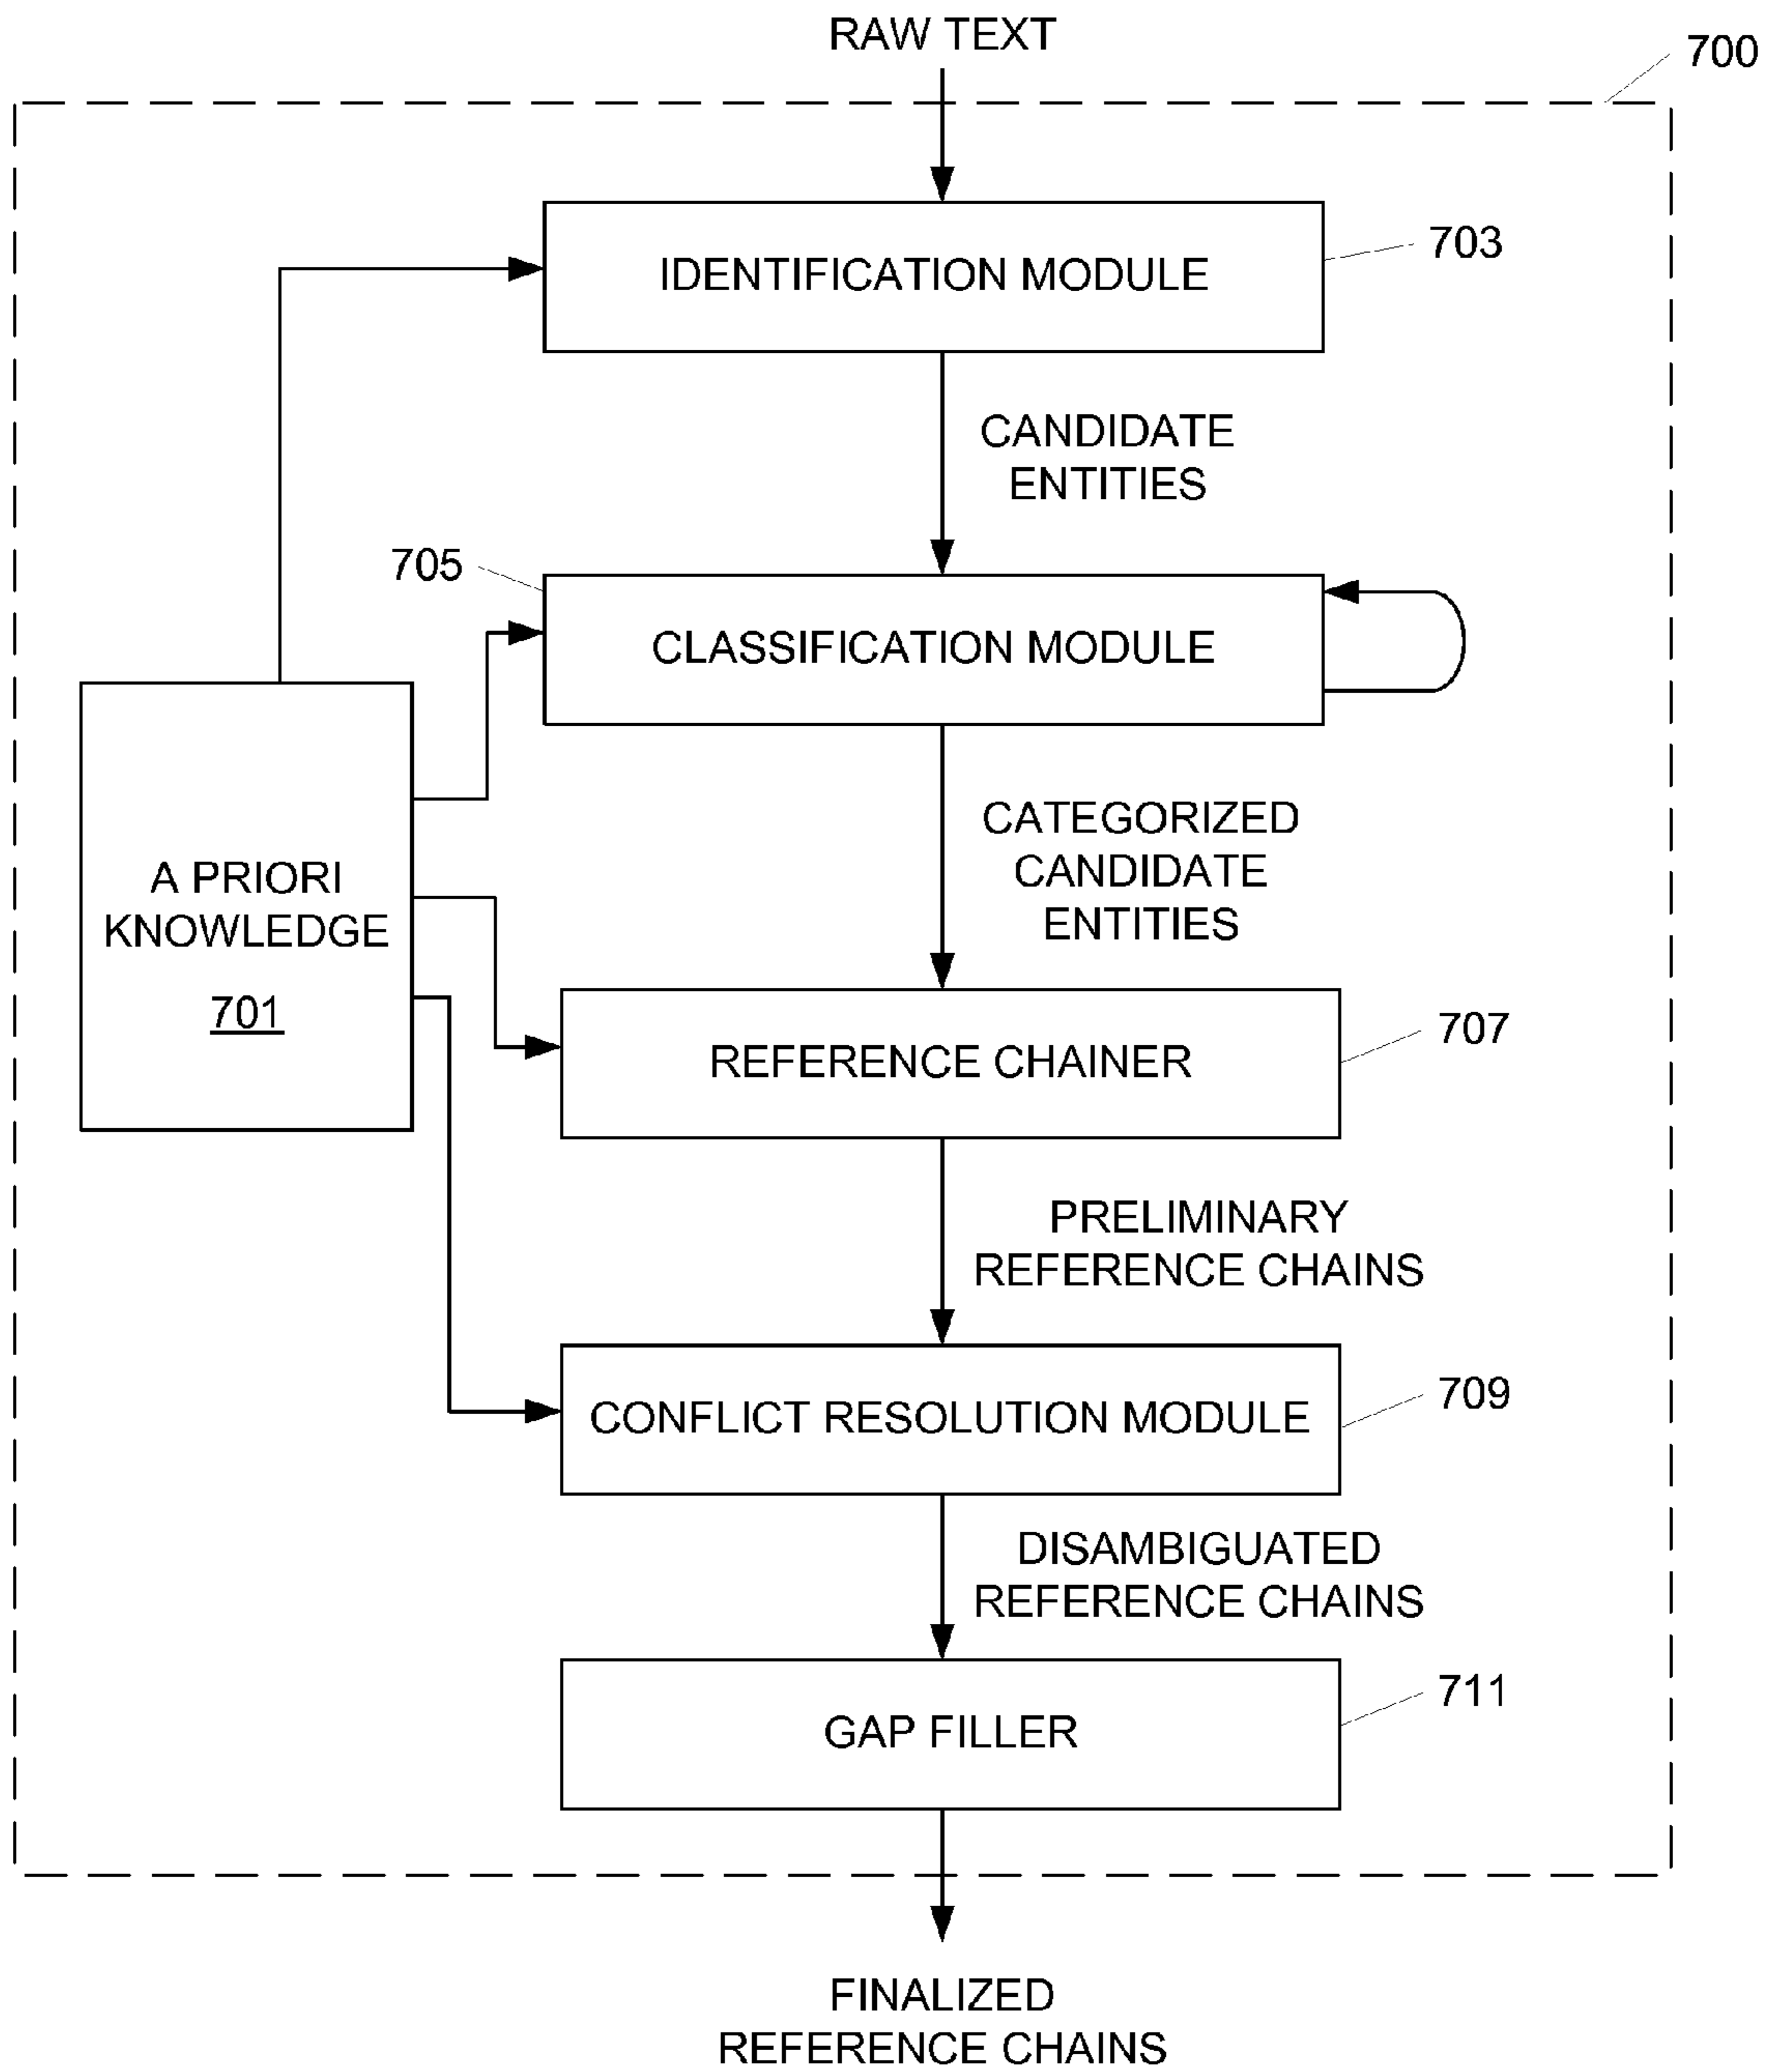 RAW TEXT
700
IDENTIFICATION MODULE
703
CANDIDATE
ENTITIES
705
CLASSIFICATION MODULE
CATEGORIZED
CANDIDATE
ENTITIES
A PRIORI
KNOWLEDGE
701
REFERENCE CHAINER
707
PRELIMINARY
REFERENCE CHAINS
CONFLICT RESOLUTION MODULE
709
DISAMBIGUATED
REFERENCE CHAINS
GAP FILLER
711
FINALIZED
REFERENCE CHAINS